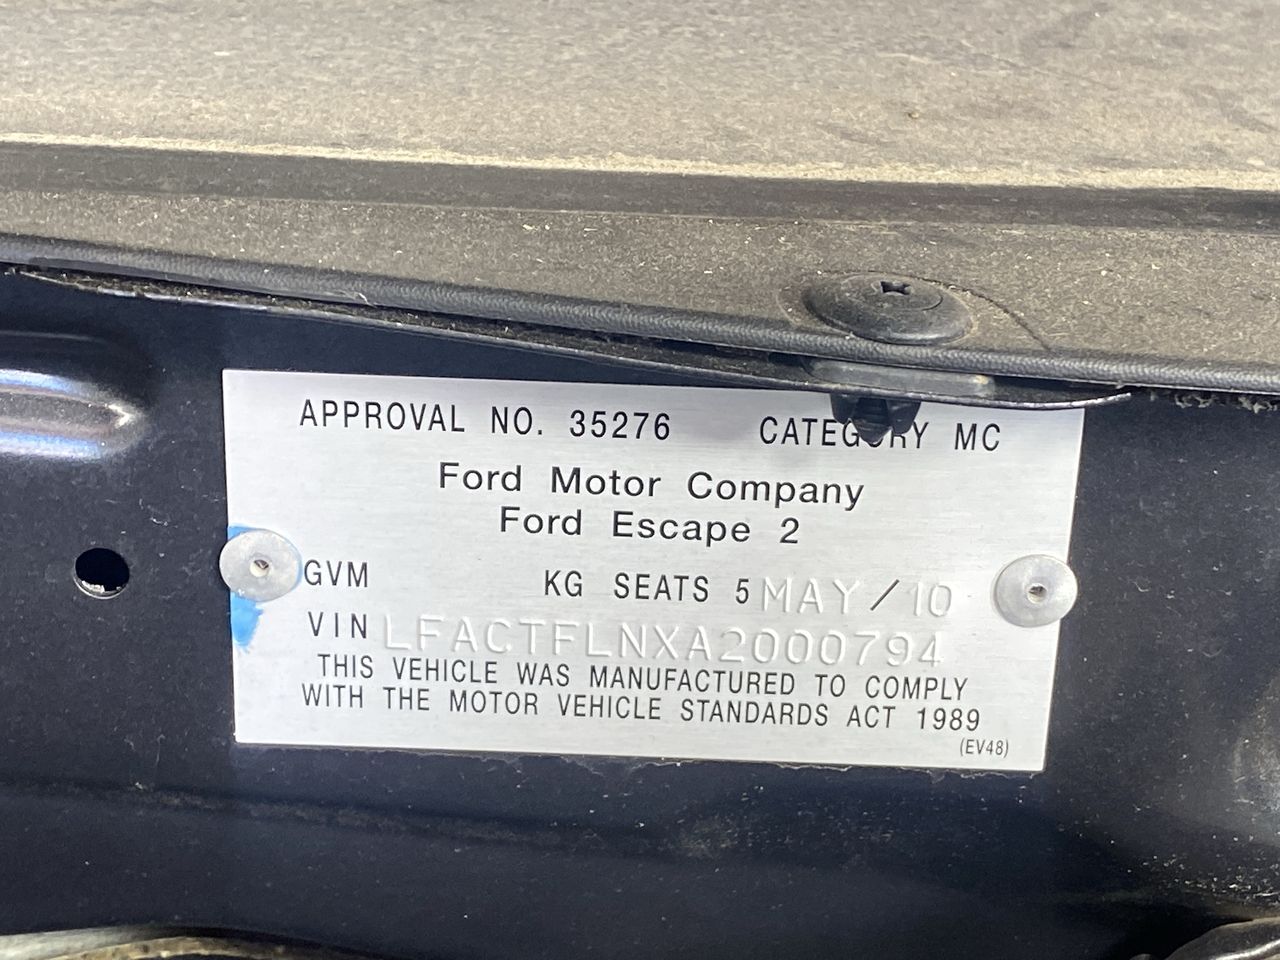 APPROVAL NO. 35276 CATEGORY MC
Ford Motor Company
Ford Escape 2
GVM KG SEATS 5 MAY/10
VIN LFACTFLNXA2000794
THIS VEHICLE WAS MANUFACTURED TO COMPLY
WITH THE MOTOR VEHICLE STANDARDS ACT 1989
(EV48)